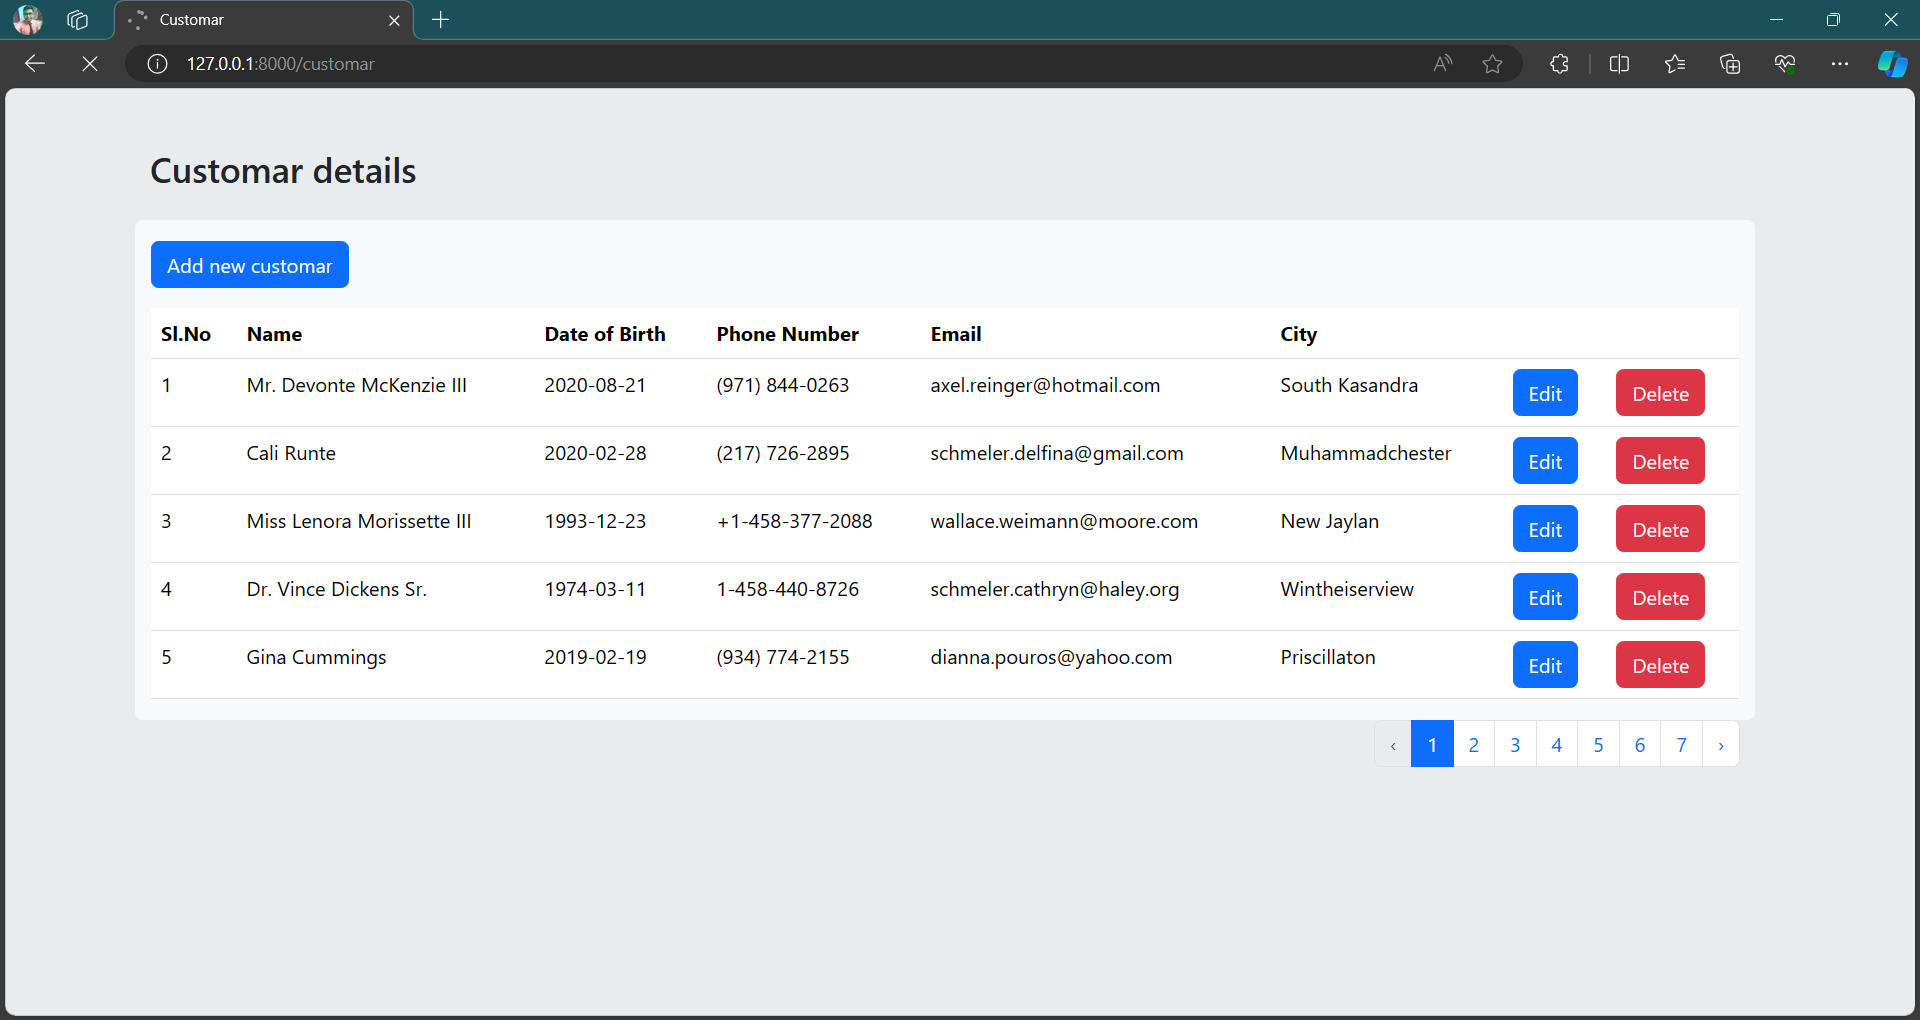 Customar
127.0.0.1:8000/customar
Customar details
Add new customar
Sl.No Name Date of Birth Phone Number Email City
1 Mr. Devonte McKenzie III 2020-08-21 (971) 844-0263 axel.reinger@hotmail.com South Kasandra Edit Delete
2 Cali Runte 2020-02-28 (217) 726-2895 schmeler.delfina@gmail.com Muhammadchester Edit Delete
3 Miss Lenora Morissette III 1993-12-23 +1-458-377-2088 wallace.weimann@moore.com New Jaylan Edit Delete
4 Dr. Vince Dickens Sr. 1974-03-11 1-458-440-8726 schmeler.cathryn@haley.org Wintheiserview Edit Delete
5 Gina Cummings 2019-02-19 (934) 774-2155 dianna.pouros@yahoo.com Priscillaton Edit Delete
‹ 1 2 3 4 5 6 7 ›